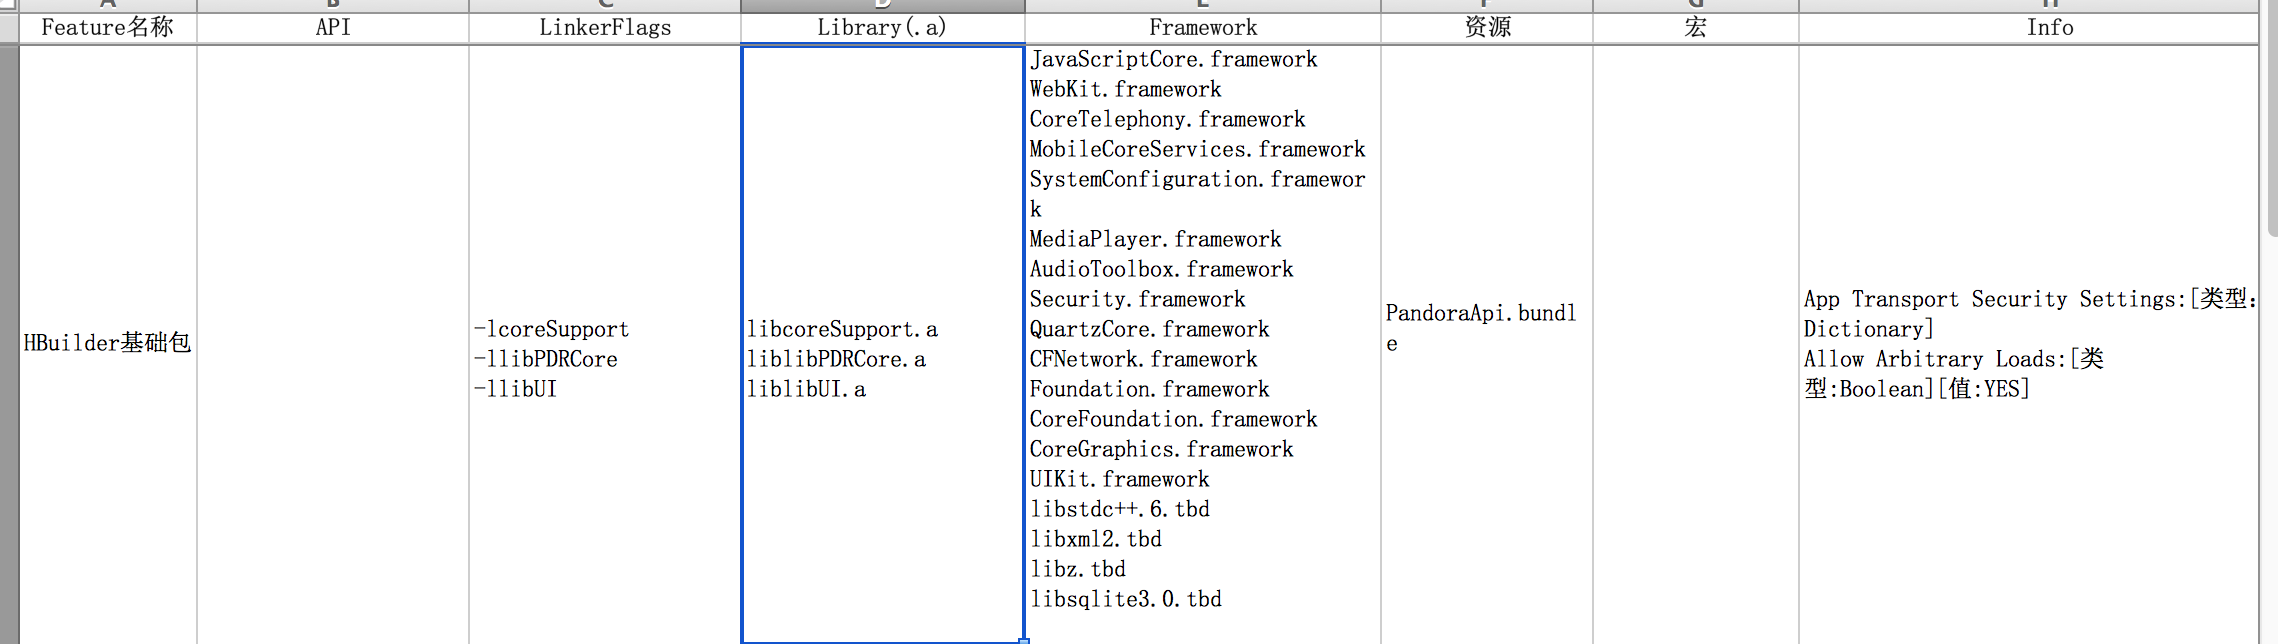 A B C D E F G H
Feature名称 API LinkerFlags Library(.a) Framework 资源 宏 Info
HBuilder基础包
-lcoreSupport
-llibPDRCore
-llibUI
libcoreSupport.a
liblibPDRCore.a
liblibUI.a
JavaScriptCore.framework
WebKit.framework
CoreTelephony.framework
MobileCoreServices.framework
SystemConfiguration.framewor
k
MediaPlayer.framework
AudioToolbox.framework
Security.framework
QuartzCore.framework
CFNetwork.framework
Foundation.framework
CoreFoundation.framework
CoreGraphics.framework
UIKit.framework
libstdc++.6.tbd
libxml2.tbd
libz.tbd
libsqlite3.0.tbd
PandoraApi.bundl
e
App Transport Security Settings:[类型:
Dictionary]
Allow Arbitrary Loads:[类
型:Boolean][值:YES]